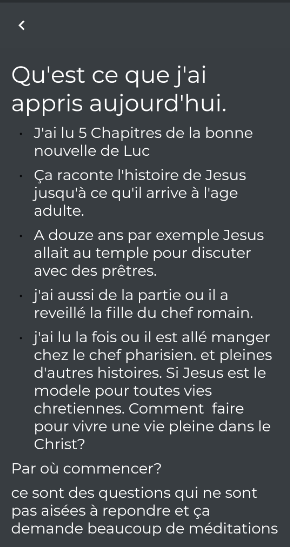 Qu'est ce que j'ai
appris aujourd'hui.
· J'ai lu 5 Chapitres de la bonne
nouvelle de Luc
· Ça raconte l'histoire de Jesus
jusqu'à ce qu'il arrive à l'age
adulte.
· A douze ans par exemple Jesus
allait au temple pour discuter
avec des prêtres.
· j'ai aussi de la partie ou il a
reveillé la fille du chef romain.
· j'ai lu la fois ou il est allé manger
chez le chef pharisien. et pleines
d'autres histoires. Si Jesus est le
modele pour toutes vies
chretiennes. Comment  faire
pour vivre une vie pleine dans le
Christ?
Par où commencer?
ce sont des questions qui ne sont
pas aisées à repondre et ça
demande beaucoup de méditations